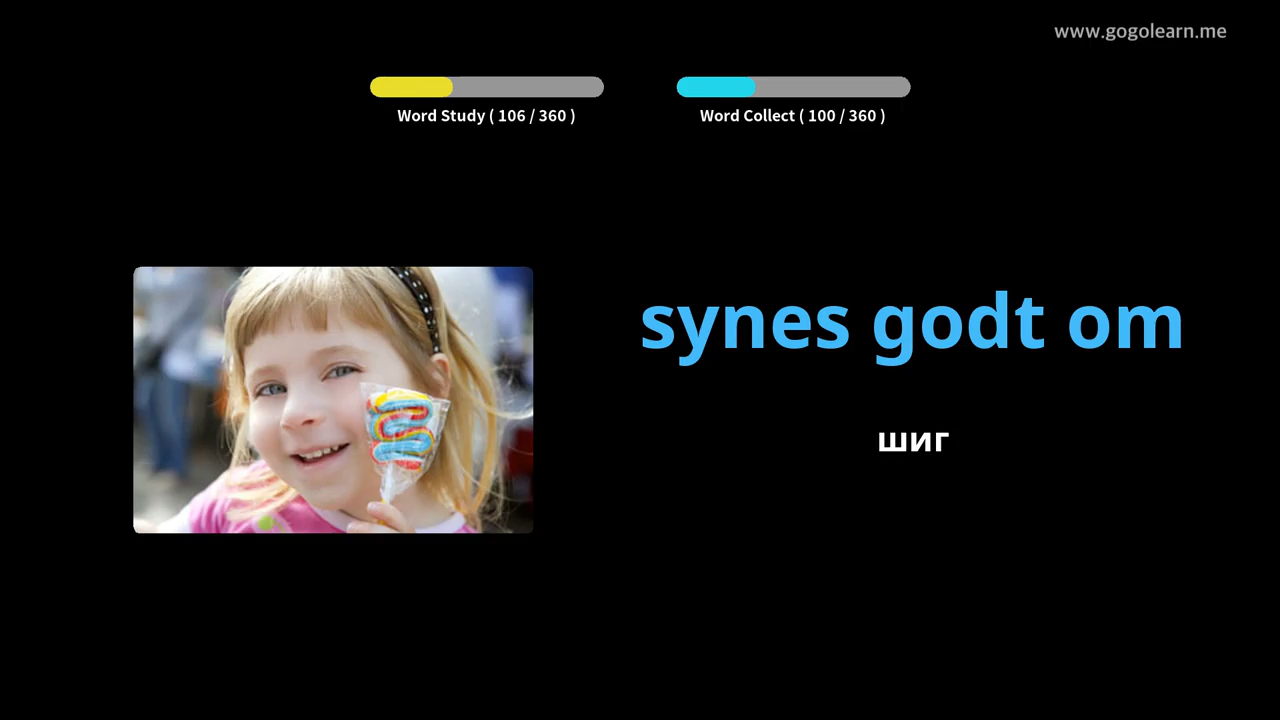 www.gogolearn.me
Word Study ( 106 / 360 )
Word Collect ( 100 / 360 )
synes godt om
шиг